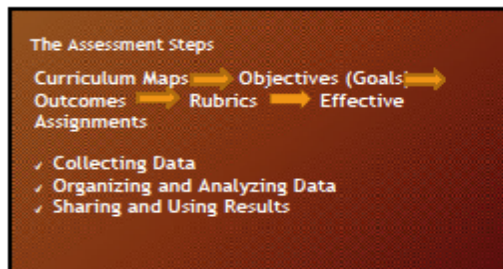 The Assessment Steps
Curriculum Maps Objectives (Goals
Outcomes Rubrics Effective
Assignments
✓ Collecting Data
✓ Organizing and Analyzing Data
✓ Sharing and Using Results